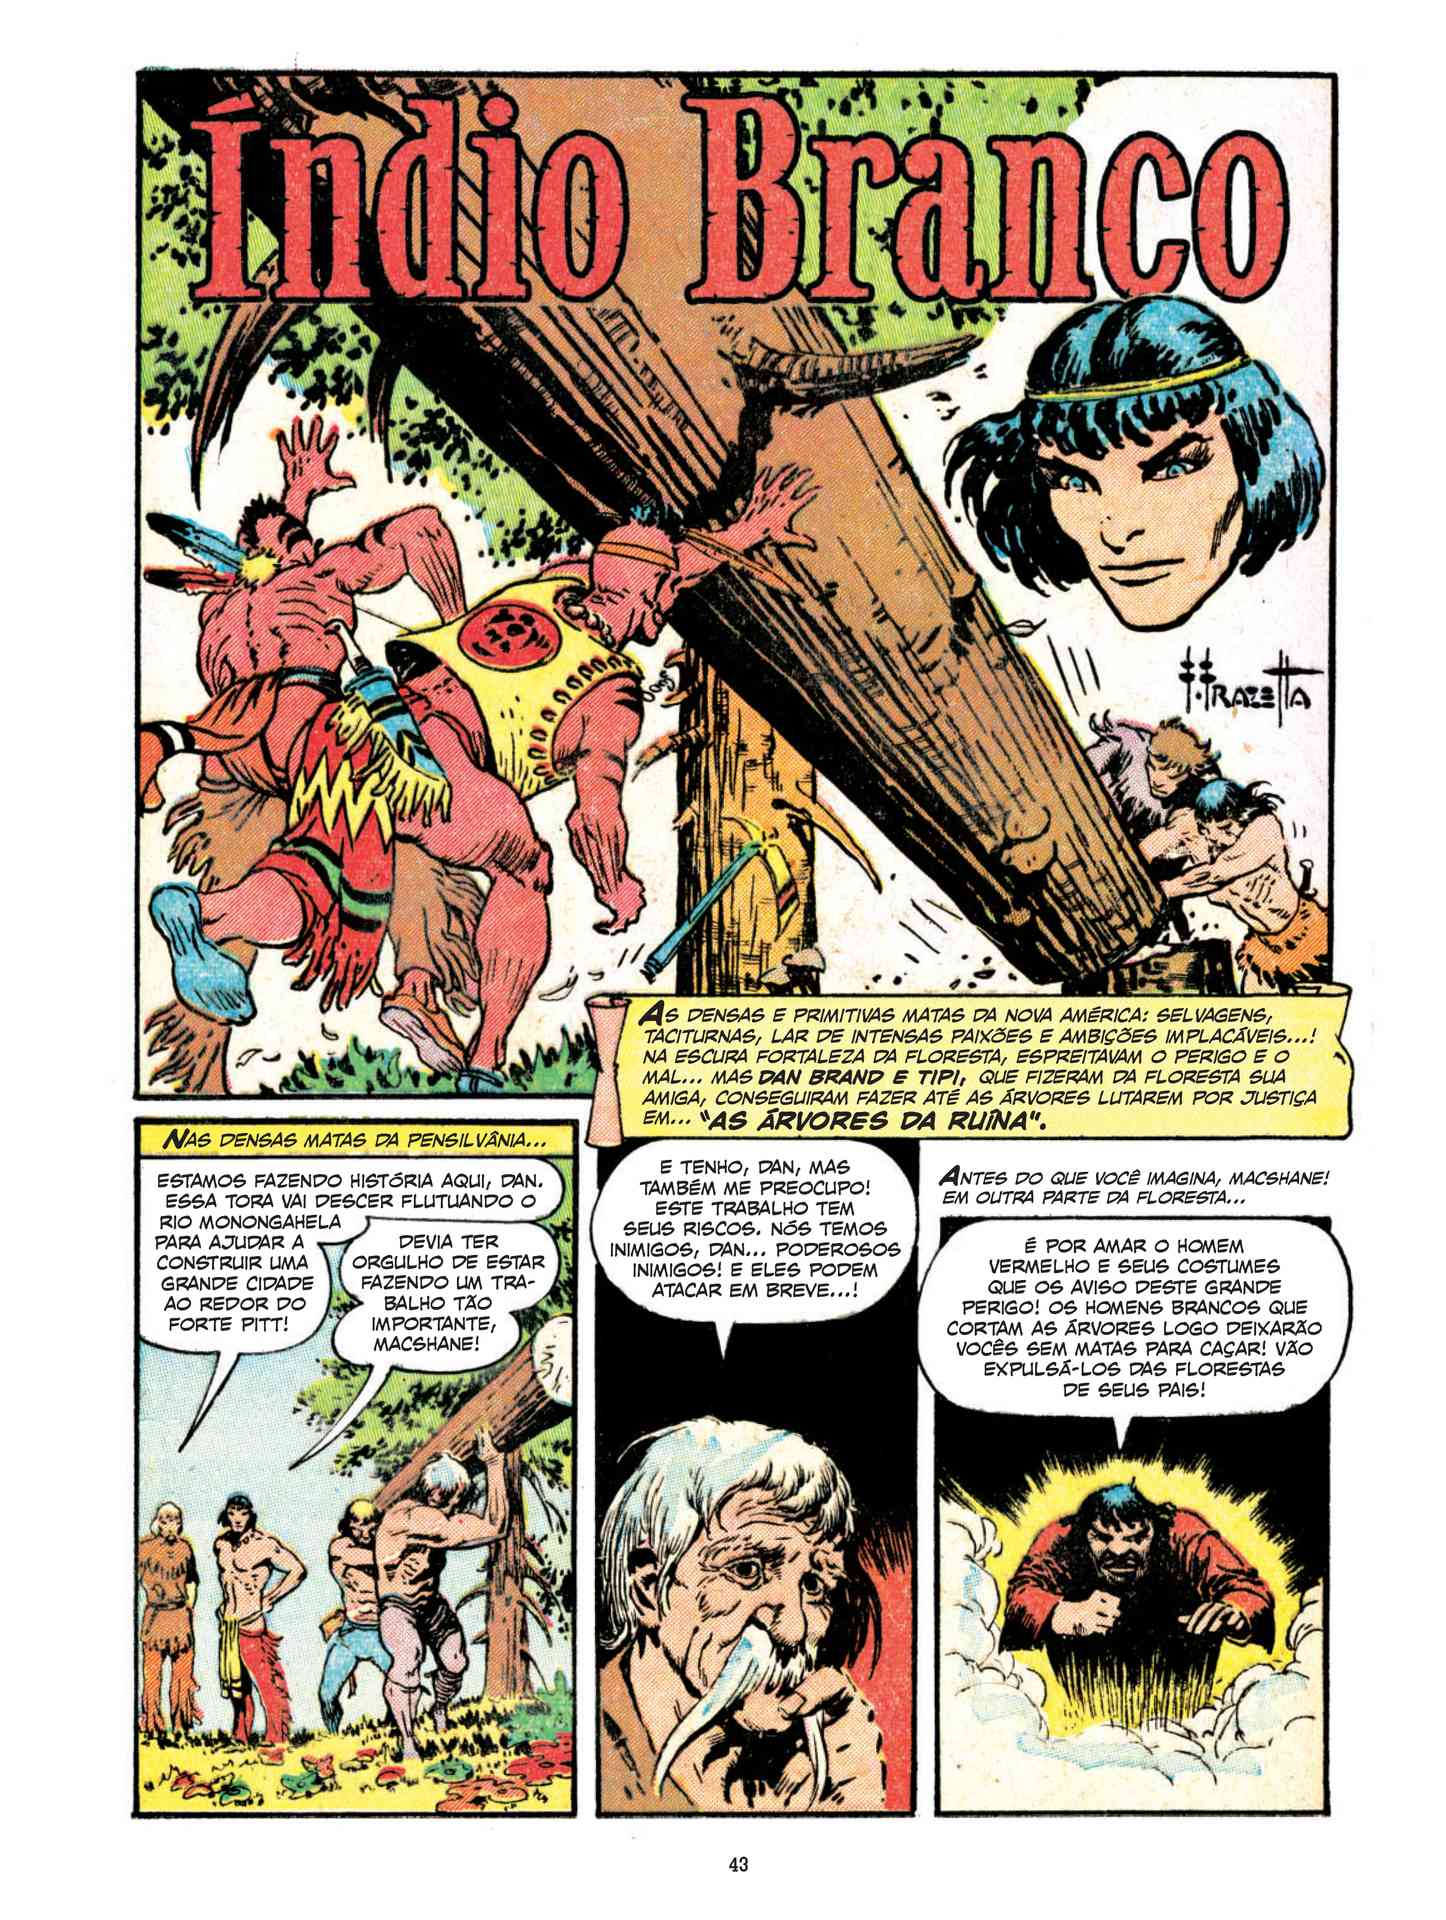 Índio Branco
F. FRAZETTA
AS DENSAS E PRIMITIVAS MATAS DA NOVA AMÉRICA: SELVAGENS,
TACITURNAS, LAR DE INTENSAS PAIXÕES E AMBIÇÕES IMPLACÁVEIS...!
NA ESCURA FORTALEZA DA FLORESTA, ESPREITAVAM O PERIGO E O
MAL... MAS DAN BRAND E TIPI, QUE FIZERAM DA FLORESTA SUA
AMIGA, CONSEGUIRAM FAZER ATÉ AS ÁRVORES LUTAREM POR JUSTIÇA
EM... "AS ÁRVORES DA RUÍNA".
NAS DENSAS MATAS DA PENSILVÂNIA...
ESTAMOS FAZENDO HISTÓRIA AQUI, DAN.
ESSA TORA VAI DESCER FLUTUANDO O
RIO MONONGAHELA
PARA AJUDAR A
CONSTRUIR UMA
GRANDE CIDADE
AO REDOR DO
FORTE PITT!
DEVIA TER
ORGULHO DE ESTAR
FAZENDO UM TRA-
BALHO TÃO
IMPORTANTE,
MACSHANE!
E TENHO, DAN, MAS
TAMBÉM ME PREOCUPO!
ESTE TRABALHO TEM
SEUS RISCOS. NÓS TEMOS
INIMIGOS, DAN... PODEROSOS
INIMIGOS! E ELES PODEM
ATACAR EM BREVE...!
ANTES DO QUE VOCÊ IMAGINA, MACSHANE!
EM OUTRA PARTE DA FLORESTA...
É POR AMAR O HOMEM
VERMELHO E SEUS COSTUMES
QUE OS AVISO DESTE GRANDE
PERIGO! OS HOMENS BRANCOS QUE
CORTAM AS ÁRVORES LOGO DEIXARÃO
VOCÊS SEM MATAS PARA CAÇAR! VÃO
EXPULSÁ-LOS DAS FLORESTAS
DE SEUS PAIS!
43